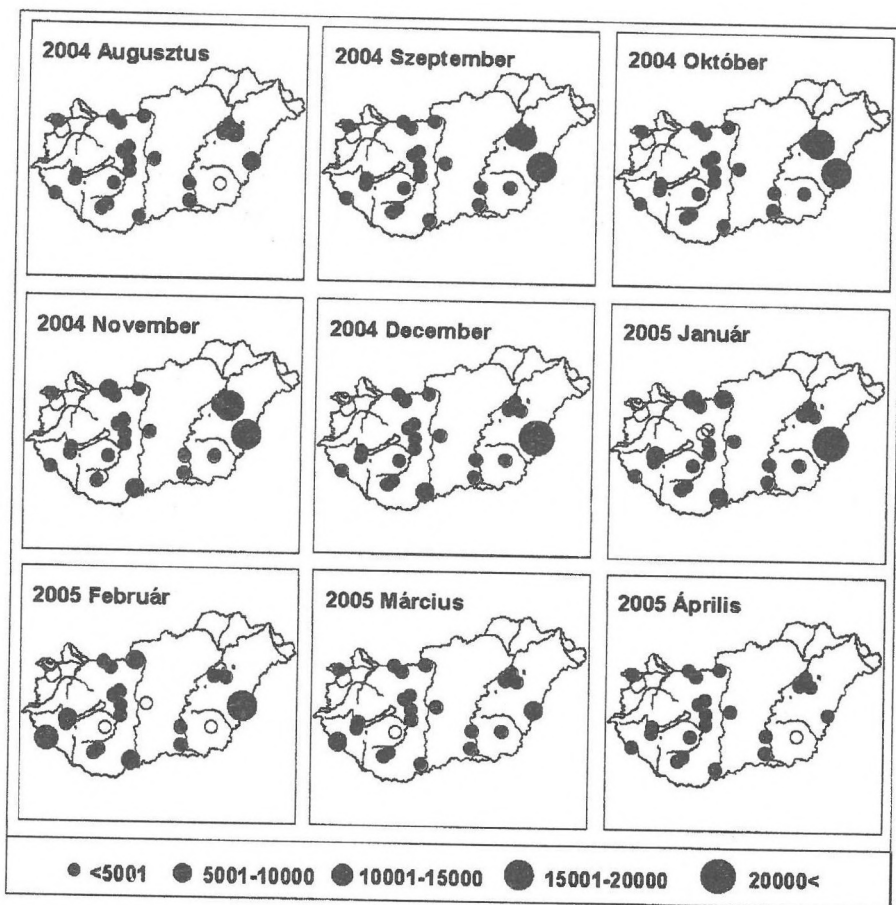 2004 Augusztus
2004 Szeptember
2004 Október
2004 November
2004 December
2005 Január
2005 Február
2005 Március
2005 Április
<5001 5001-10000 10001-15000 15001-20000 20000<